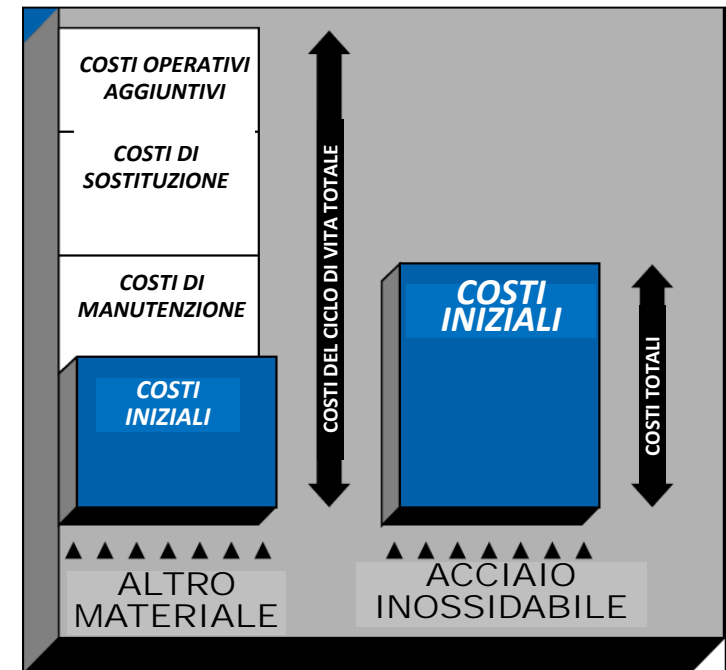 COSTI OPERATIVI
AGGIUNTIVI
COSTI DI
SOSTITUZIONE
COSTI DI
MANUTENZIONE
COSTI
INIZIALI
COSTI DEL CICLO DI VITA TOTALE
COSTI
INIZIALI
COSTI TOTALI
ALTRO
MATERIALE
ACCIAIO
INOSSIDABILE